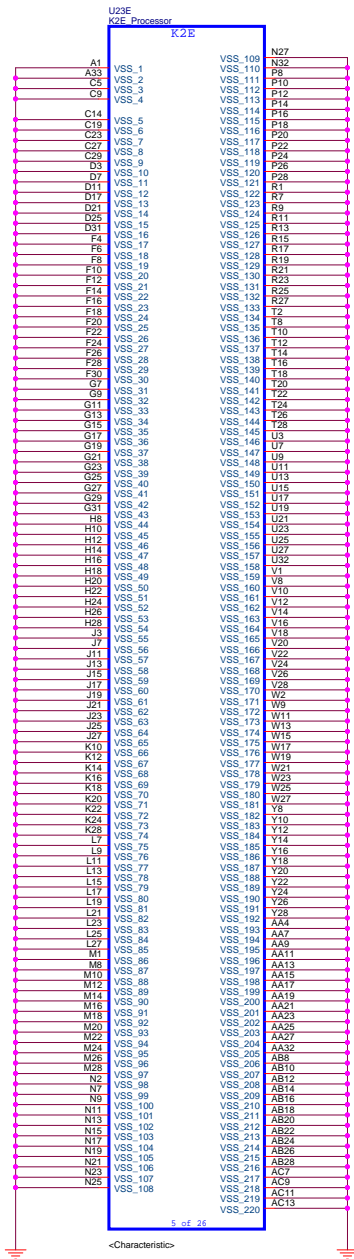 U23E
K2E_Processor
K2E
A1 VSS_1
A33 VSS_2
C5 VSS_3
C9 VSS_4
C14 VSS_5
C19 VSS_6
C23 VSS_7
C27 VSS_8
C29 VSS_9
D3 VSS_10
D7 VSS_11
D11 VSS_12
D17 VSS_13
D21 VSS_14
D25 VSS_15
D31 VSS_16
F4 VSS_17
F6 VSS_18
F8 VSS_19
F10 VSS_20
F12 VSS_21
F14 VSS_22
F16 VSS_23
F18 VSS_24
F20 VSS_25
F22 VSS_26
F24 VSS_27
F26 VSS_28
F28 VSS_29
F30 VSS_30
G7 VSS_31
G9 VSS_32
G11 VSS_33
G13 VSS_34
G15 VSS_35
G17 VSS_36
G19 VSS_37
G21 VSS_38
G23 VSS_39
G25 VSS_40
G27 VSS_41
G29 VSS_42
G31 VSS_43
H8 VSS_44
H10 VSS_45
H12 VSS_46
H14 VSS_47
H16 VSS_48
H18 VSS_49
H20 VSS_50
H22 VSS_51
H24 VSS_52
H26 VSS_53
H28 VSS_54
J3 VSS_55
J7 VSS_56
J11 VSS_57
J13 VSS_58
J15 VSS_59
J17 VSS_60
J19 VSS_61
J21 VSS_62
J23 VSS_63
J25 VSS_64
J27 VSS_65
K10 VSS_66
K12 VSS_67
K14 VSS_68
K16 VSS_69
K18 VSS_70
K20 VSS_71
K22 VSS_72
K24 VSS_73
K28 VSS_74
L7 VSS_75
L9 VSS_76
L11 VSS_77
L13 VSS_78
L15 VSS_79
L17 VSS_80
L19 VSS_81
L21 VSS_82
L23 VSS_83
L25 VSS_84
L27 VSS_85
M1 VSS_86
M8 VSS_87
M10 VSS_88
M12 VSS_89
M14 VSS_90
M16 VSS_91
M18 VSS_92
M20 VSS_93
M22 VSS_94
M24 VSS_95
M26 VSS_96
M28 VSS_97
N2 VSS_98
N7 VSS_99
N9 VSS_100
N11 VSS_101
N13 VSS_102
N15 VSS_103
N17 VSS_104
N19 VSS_105
N21 VSS_106
N23 VSS_107
N25 VSS_108
VSS_109 N27
VSS_110 N32
VSS_111 P8
VSS_112 P10
VSS_113 P12
VSS_114 P14
VSS_115 P16
VSS_116 P18
VSS_117 P20
VSS_118 P22
VSS_119 P24
VSS_120 P26
VSS_121 P28
VSS_122 R1
VSS_123 R7
VSS_124 R9
VSS_125 R11
VSS_126 R13
VSS_127 R15
VSS_128 R17
VSS_129 R19
VSS_130 R21
VSS_131 R23
VSS_132 R25
VSS_133 R27
VSS_134 T2
VSS_135 T8
VSS_136 T10
VSS_137 T12
VSS_138 T14
VSS_139 T16
VSS_140 T18
VSS_141 T20
VSS_142 T22
VSS_143 T24
VSS_144 T26
VSS_145 T28
VSS_146 U3
VSS_147 U7
VSS_148 U9
VSS_149 U11
VSS_150 U13
VSS_151 U15
VSS_152 U17
VSS_153 U19
VSS_154 U21
VSS_155 U23
VSS_156 U25
VSS_157 U27
VSS_158 U32
VSS_159 V1
VSS_160 V8
VSS_161 V10
VSS_162 V12
VSS_163 V14
VSS_164 V16
VSS_165 V18
VSS_166 V20
VSS_167 V22
VSS_168 V24
VSS_169 V26
VSS_170 V28
VSS_171 W2
VSS_172 W9
VSS_173 W11
VSS_174 W13
VSS_175 W15
VSS_176 W17
VSS_177 W19
VSS_178 W21
VSS_179 W23
VSS_180 W25
VSS_181 W27
VSS_182 Y8
VSS_183 Y10
VSS_184 Y12
VSS_185 Y14
VSS_186 Y16
VSS_187 Y18
VSS_188 Y20
VSS_189 Y22
VSS_190 Y24
VSS_191 Y26
VSS_192 Y28
VSS_193 AA4
VSS_194 AA7
VSS_195 AA9
VSS_196 AA11
VSS_197 AA13
VSS_198 AA15
VSS_199 AA17
VSS_200 AA19
VSS_201 AA21
VSS_202 AA23
VSS_203 AA25
VSS_204 AA27
VSS_205 AA32
VSS_206 AB8
VSS_207 AB10
VSS_208 AB12
VSS_209 AB14
VSS_210 AB16
VSS_211 AB18
VSS_212 AB20
VSS_213 AB22
VSS_214 AB24
VSS_215 AB26
VSS_216 AB28
VSS_217 AC7
VSS_218 AC9
VSS_219 AC11
VSS_220 AC13
5 of 26
<Characteristic>